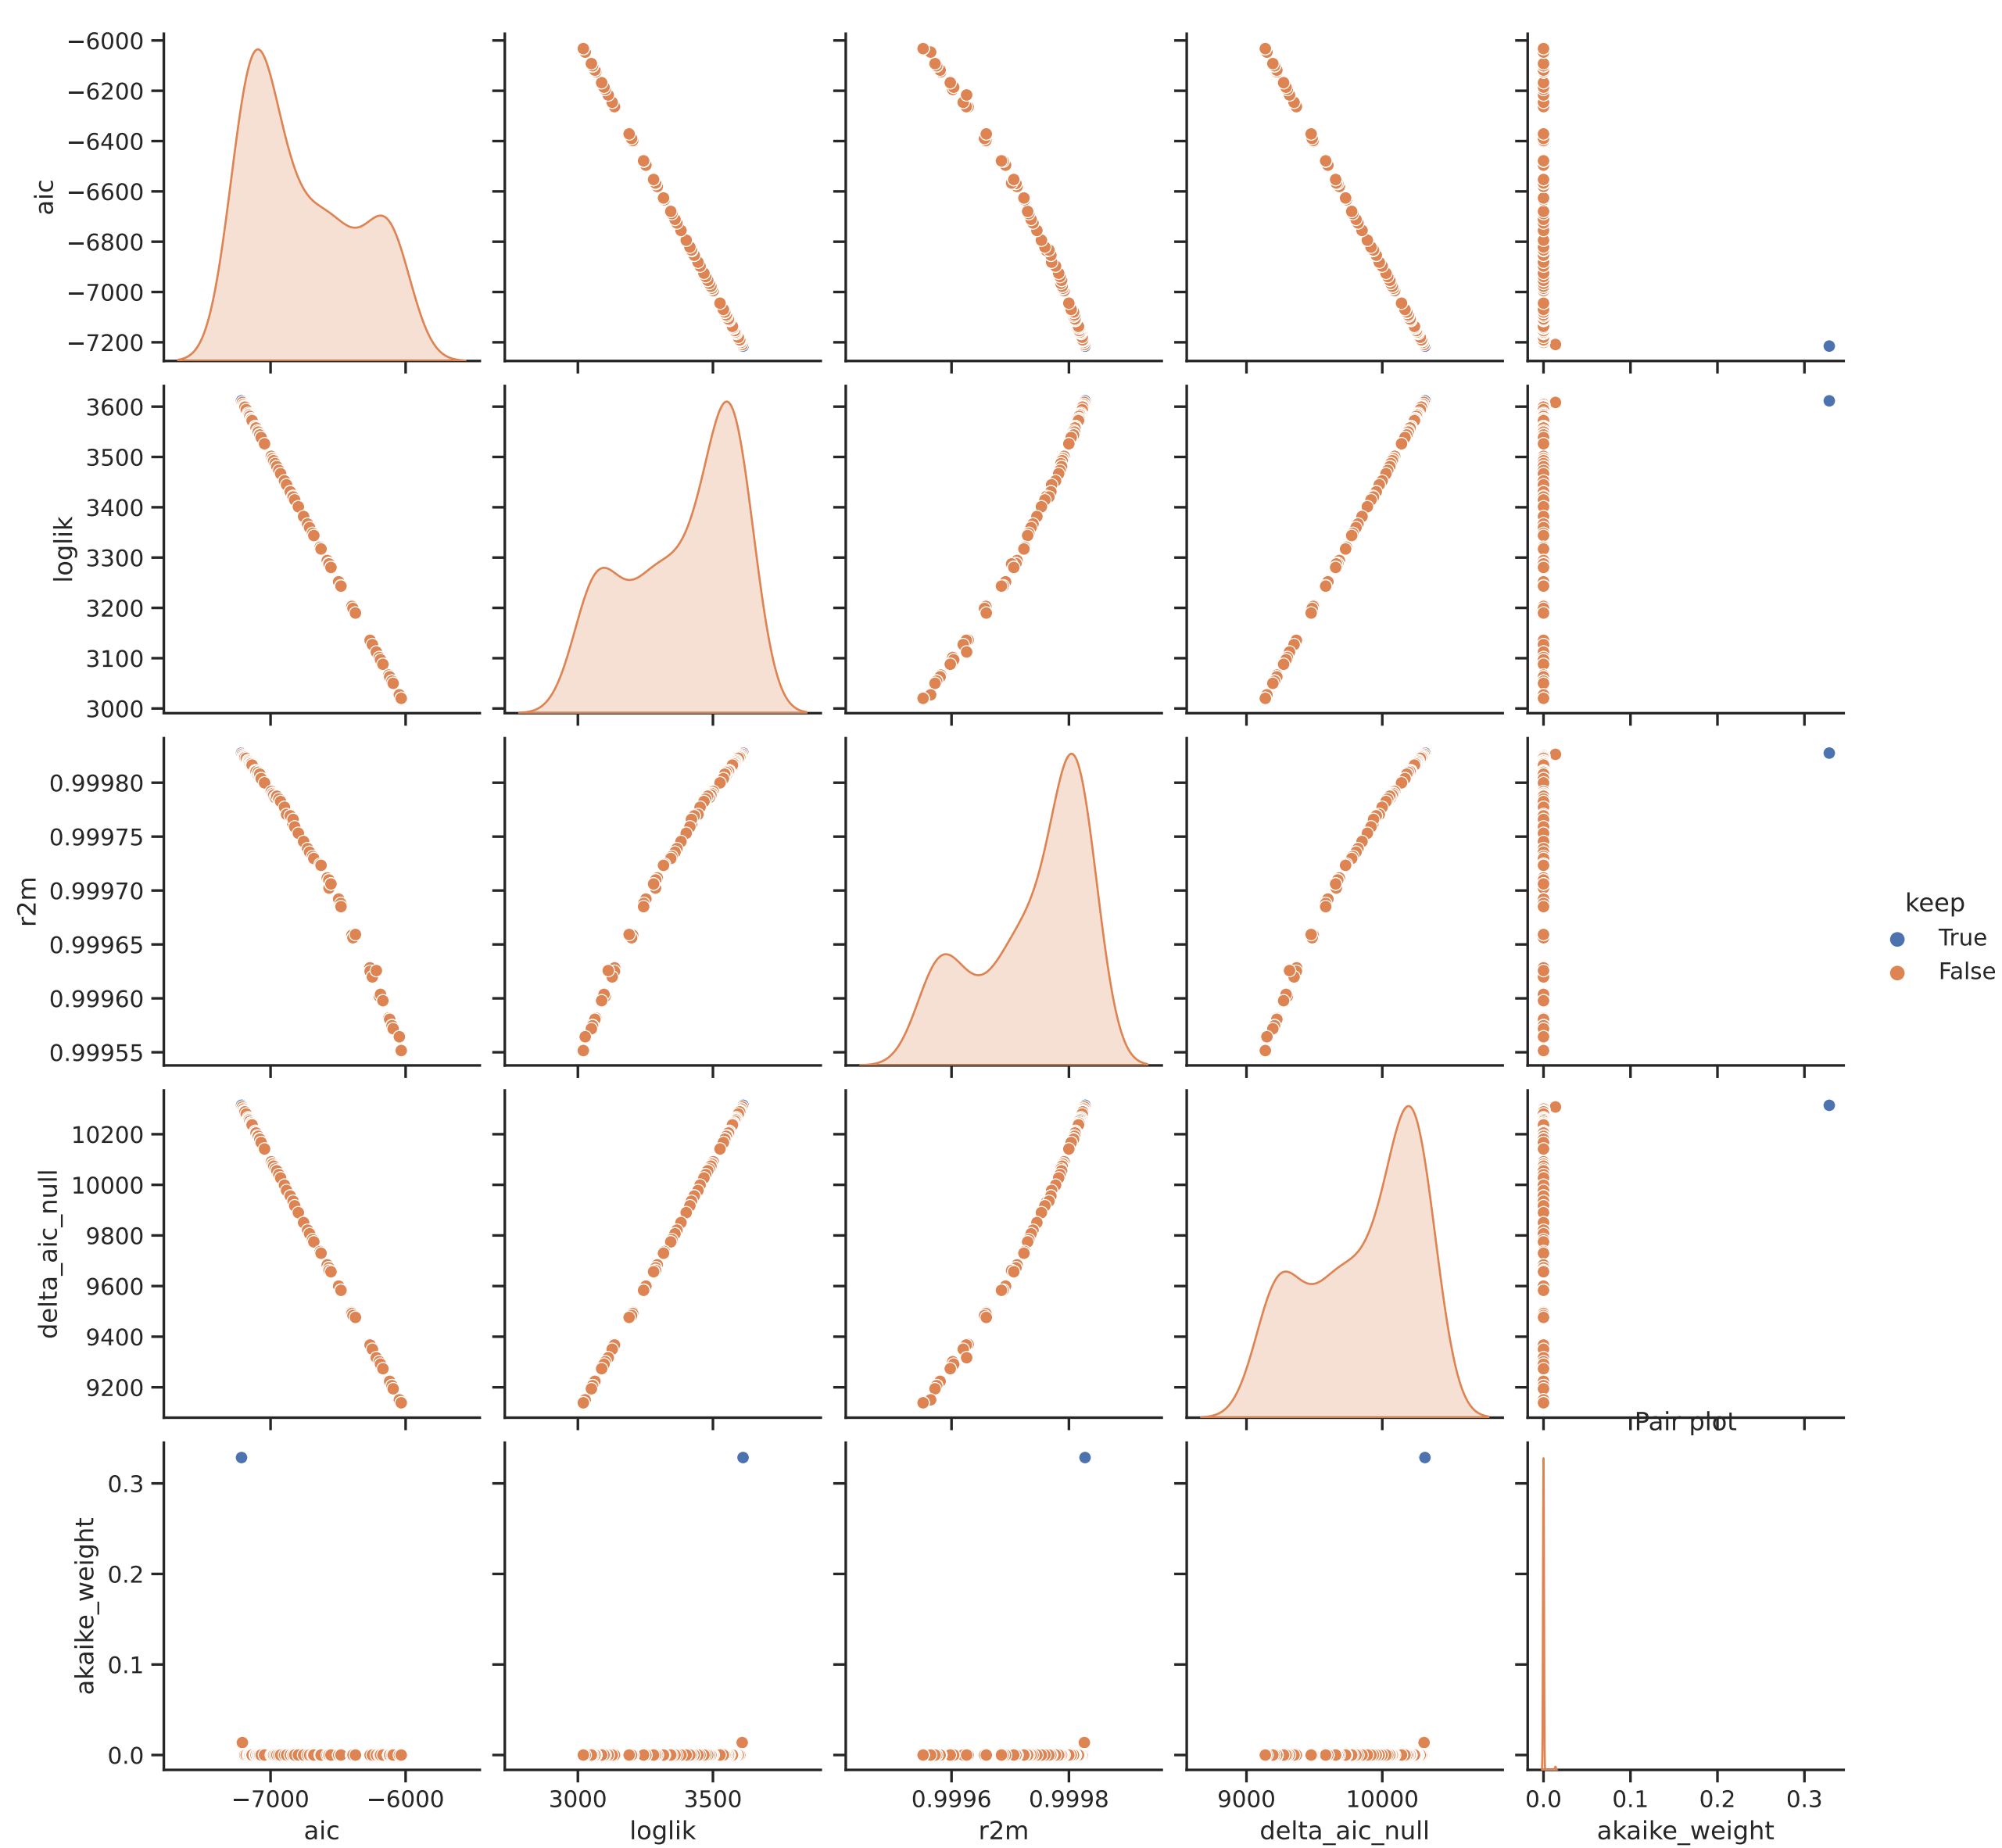 −6000
−6200
−6400
−6600
−6800
−7000
−7200
aic
3600
3500
3400
3300
3200
3100
3000
loglik
0.99980
0.99975
0.99970
0.99965
0.99960
0.99955
r2m
keep
True
False
10200
10000
9800
9600
9400
9200
delta_aic_null
Pair plot
0.3
0.2
0.1
0.0
akaike_weight
−7000 −6000
aic
3000 3500
loglik
0.9996 0.9998
r2m
9000 10000
delta_aic_null
0.0 0.1 0.2 0.3
akaike_weight